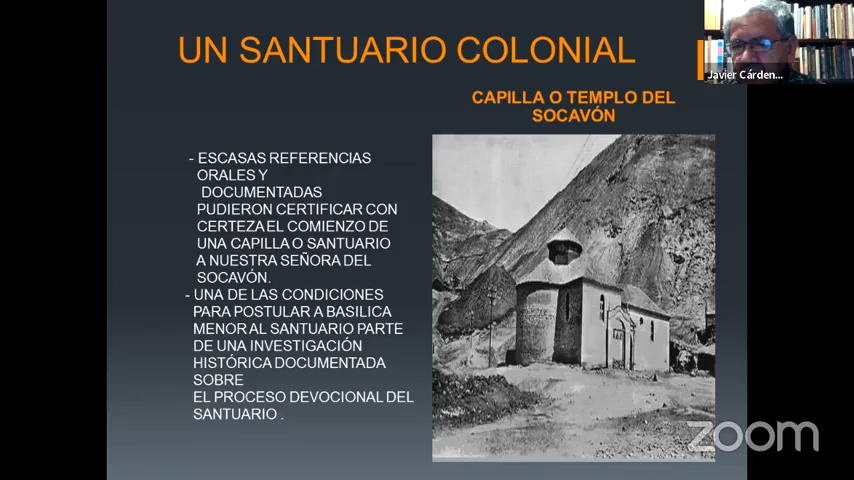 UN SANTUARIO COLONIAL
Javier Cárden...
CAPILLA O TEMPLO DEL
SOCAVÓN
- ESCASAS REFERENCIAS
ORALES Y
DOCUMENTADAS
PUDIERON CERTIFICAR CON
CERTEZA EL COMIENZO DE
UNA CAPILLA O SANTUARIO
A NUESTRA SEÑORA DEL
SOCAVÓN.
- UNA DE LAS CONDICIONES
PARA POSTULAR A BASILICA
MENOR AL SANTUARIO PARTE
DE UNA INVESTIGACIÓN
HISTÓRICA DOCUMENTADA
SOBRE
EL PROCESO DEVOCIONAL DEL
SANTUARIO .
zoom